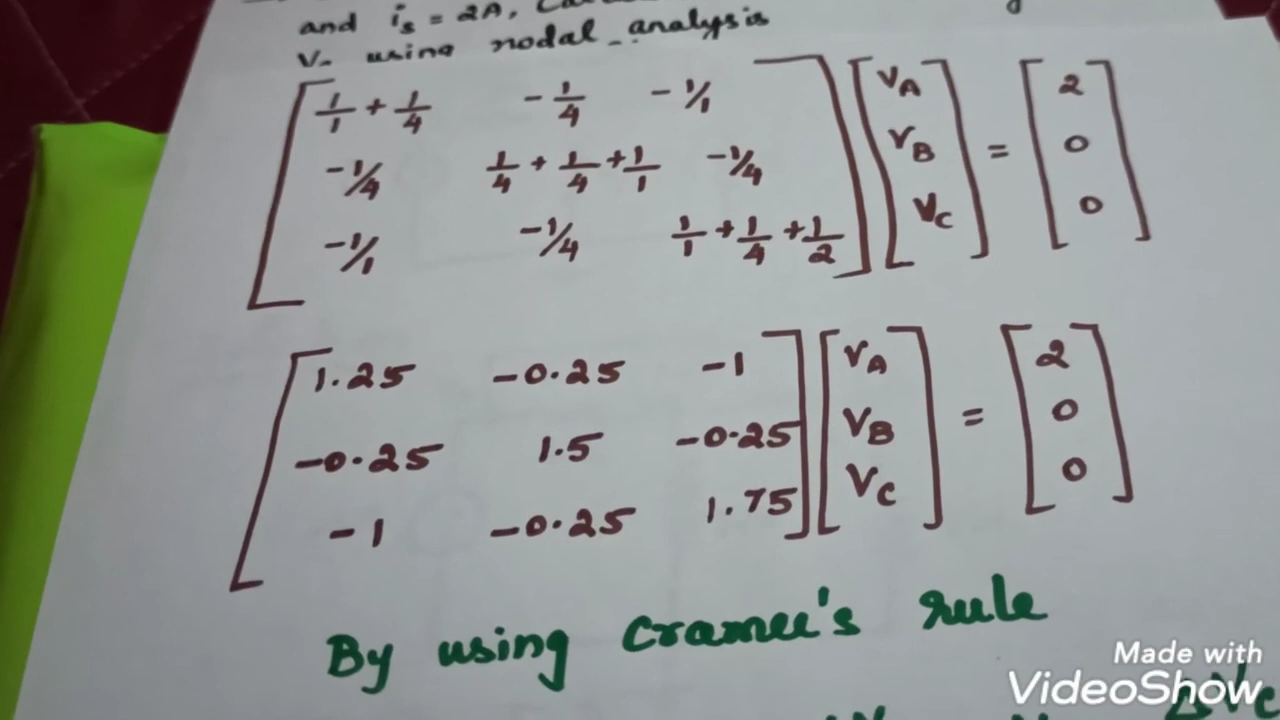 and is = 2A,
using nodal analysis
1/1 + 1/4 -1/4 -1/1 VA 2
-1/4 1/4 + 1/4 + 1/1 -1/4 VB = 0
-1/1 -1/4 1/1 + 1/4 + 1/2 VC 0
1.25 -0.25 -1 VA 2
-0.25 1.5 -0.25 VB = 0
-1 -0.25 1.75 VC 0
By using Cramer's rule
Made with
VideoShow
ΔVC